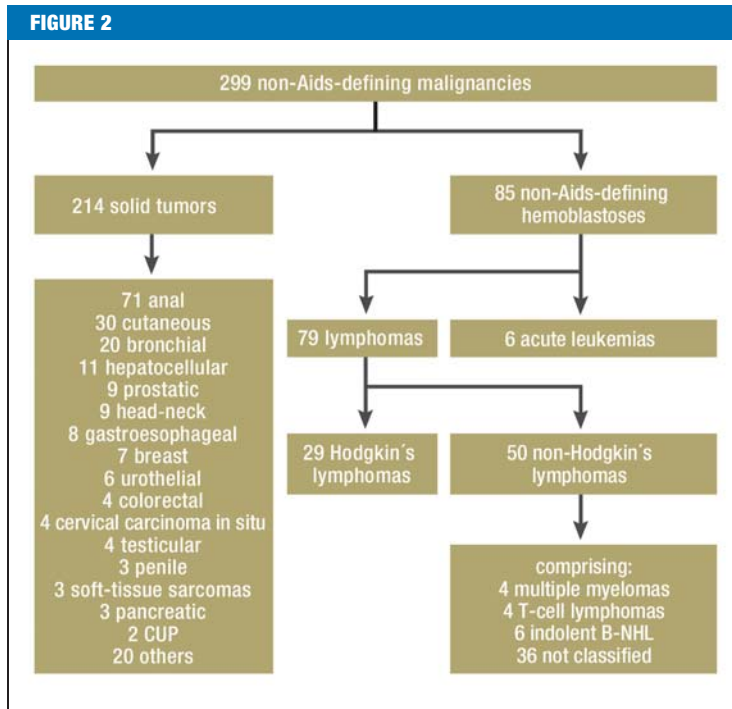 FIGURE 2
299 non-Aids-defining malignancies
214 solid tumors
85 non-Aids-defining
hemoblastoses
71 anal
30 cutaneous
20 bronchial
11 hepatocellular
9 prostatic
9 head-neck
8 gastroesophageal
7 breast
6 urothelial
4 colorectal
4 cervical carcinoma in situ
4 testicular
3 penile
3 soft-tissue sarcomas
3 pancreatic
2 CUP
20 others
79 lymphomas
6 acute leukemias
29 Hodgkin´s
lymphomas
50 non-Hodgkin´s
lymphomas
comprising:
4 multiple myelomas
4 T-cell lymphomas
6 indolent B-NHL
36 not classified